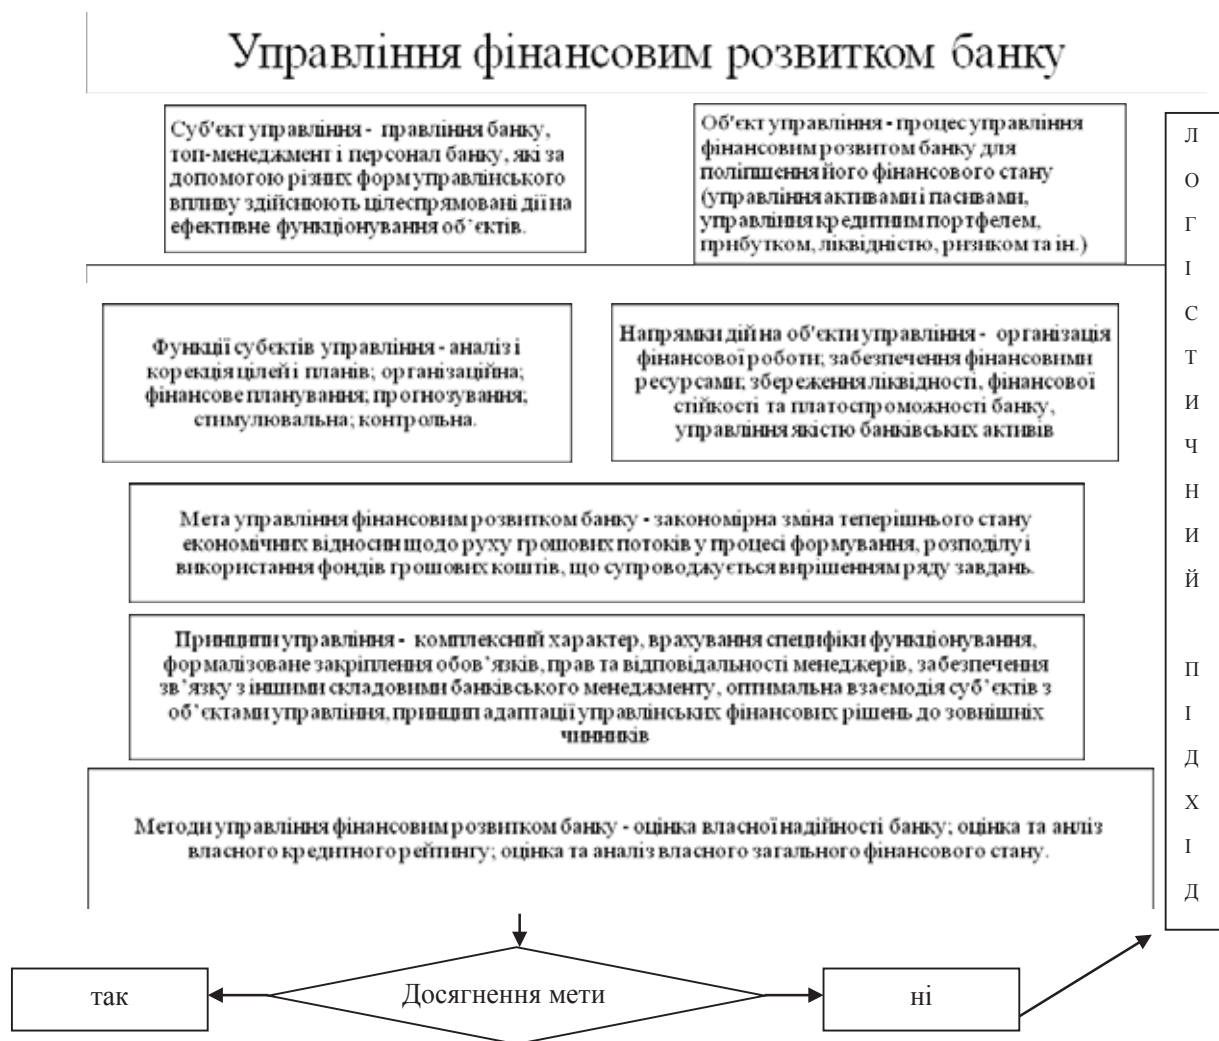 Управління фінансовим розвитком банку
Суб'єкт управління - правління банку,
топ-менеджмент і персонал банку, які за
допомогою різних форм управлінського
впливу здійснюють цілеспрямовані дії на
ефективне функціонування об`єктів.
Об'єкт управління - процес управління
фінансовим розвитом банку для
поліпшення його фінансового стану
(управління активами і пасивами,
управління кредитним портфелем,
прибутком, ліквідністю, ризиком та ін.)
Функції субєктів управління - аналіз і
корекція цілей і планів; організаційна;
фінансове планування; прогнозування;
стимулювальна; контрольна.
Напрямки дій на об'єкти управління - організація
фінансової роботи; забезпечення фінансовими
ресурсами; збереження ліквідності, фінансової
стійкості та платоспроможності банку,
управління якістю банківських активів
Мета управління фінансовим розвитком банку - закономірна зміна теперішнього стану
економічних відносин щодо руху грошових потоків у процесі формування, розподілу і
використання фондів грошових коштів, що супроводжується вирішенням ряду завдань.
Принципи управління - комплексний характер, врахування специфіки функціонування,
формалізоване закріплення обов`язків, прав та відповідальності менеджерів, забезпечення
зв`язку з іншими складовими банківського менеджменту, оптимальна взаємодія суб`єктів з
об`єктами управління, принцип адаптації управлінських фінансових рішень до зовнішніх
чинників
Методи управління фінансовим розвитком банку - оцінка власної надійності банку; оцінка та анліз
власного кредитного рейтингу; оцінка та аналіз власного загального фінансового стану.
Досягнення мети
так
ні
Л
О
Г
І
С
Т
И
Ч
Н
И
Й
П
І
Д
Х
І
Д